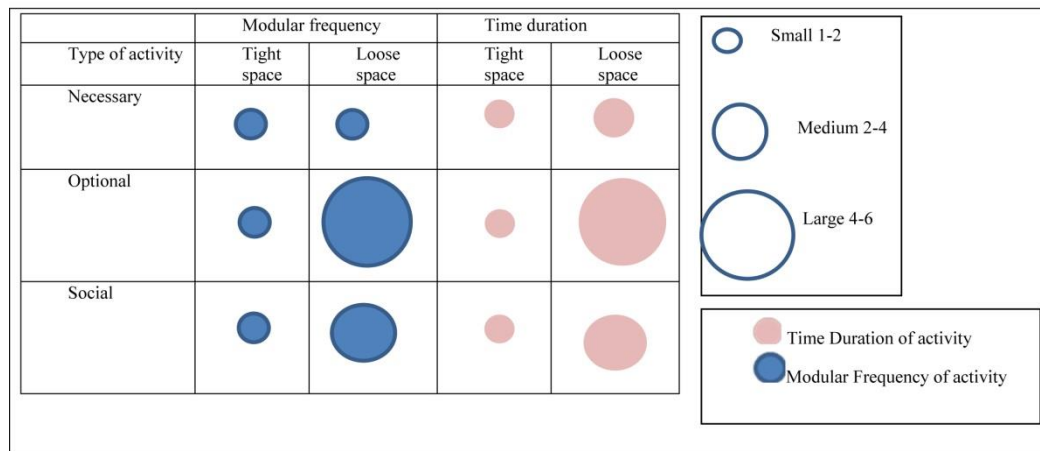 Modular frequency Time duration
Type of activity Tight space Loose space Tight space Loose space
Necessary
Optional
Social
Small 1-2
Medium 2-4
Large 4-6
Time Duration of activity
Modular Frequency of activity